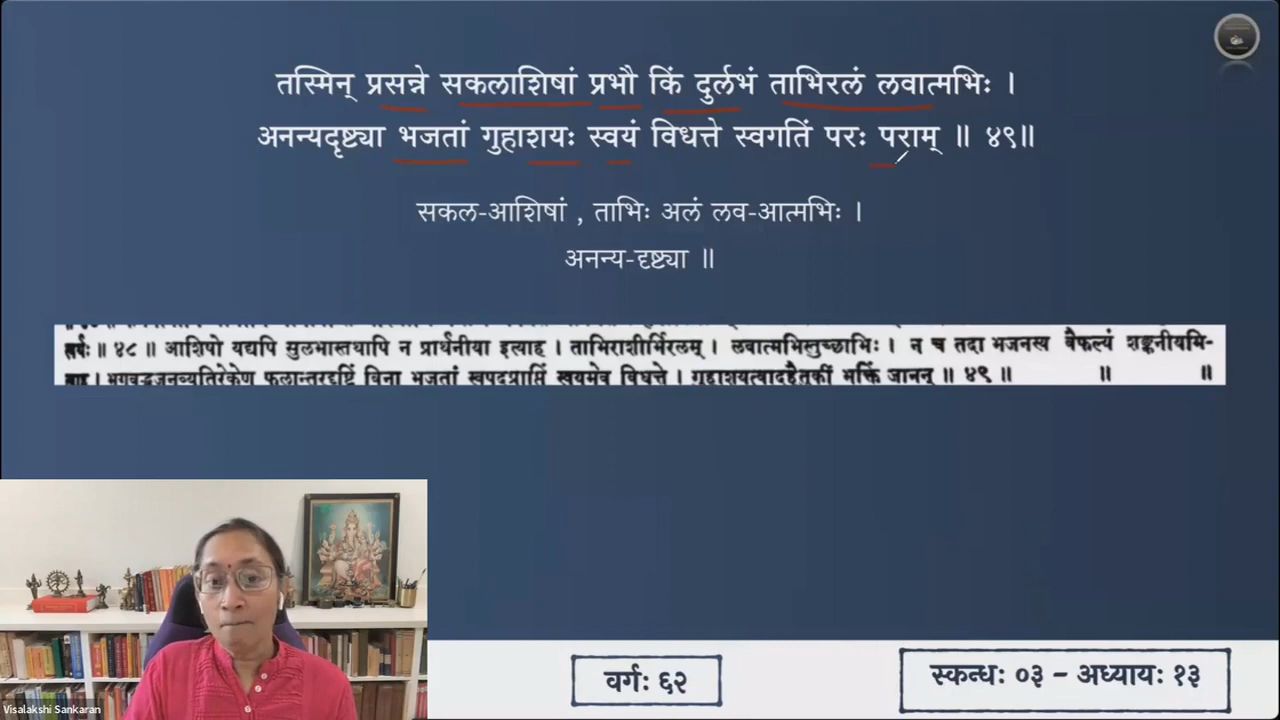 तस्मिन् प्रसन्ने सकलाशिषां प्रभौ किं दुर्लभं ताभिरलं लवात्मभिः ।
अनन्यदृष्ट्या भजतां गुहाशयः स्वयं विधत्ते स्वगतिं परः पराम् ॥ ४९॥
सकल-आशिषां , ताभिः अलं लव-आत्मभिः ।
अनन्य-दृष्ट्या ॥
॥ ४८ ॥ आशिषो यद्यपि सुलभास्तथापि न प्रार्थनीया इत्याह । ताभिराशीर्भिरलम् । लवात्मभिस्तुच्छाभिः । न च तदा भजनस्य वैफल्यं शङ्कनीयमि-
त्याह । भगवद्भजनव्यतिरेकेण फलान्तरदृष्टिं विना भजतां स्वपदप्राप्तिं स्वयमेव विधत्ते । गुहाशयत्वादहैतुकीं भक्तिं जानन् ॥ ४९ ॥ ॥ ॥
Visalakshi Sankaran
वर्गः ६२
स्कन्धः ०३ – अध्यायः १३